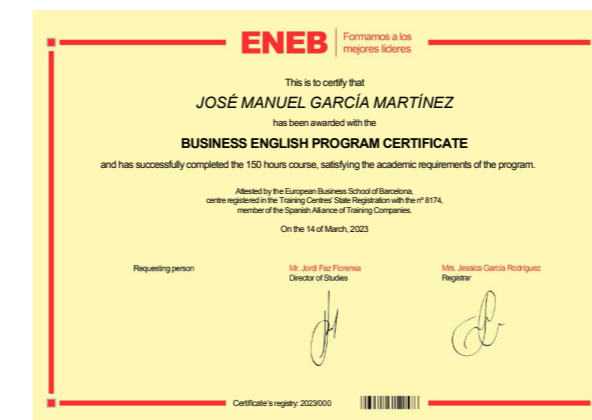 ENEB
Formamos a los
mejores líderes
This is to certify that
JOSÉ MANUEL GARCÍA MARTÍNEZ
has been awarded with the
BUSINESS ENGLISH PROGRAM CERTIFICATE
and has successfully completed the 150 hours course, satisfying the academic requirements of the program.
Attested by the European Business School of Barcelona,
centre registered in the Training Centres' State Registration with the nº 8174,
member of the Spanish Alliance of Training Companies.
On the 14 of March, 2023
Requesting person
Mr. Jordi Faz Florensa
Director of Studies
Mrs. Jessica García Rodríguez
Registrar
Certificate's registry: 2023/000